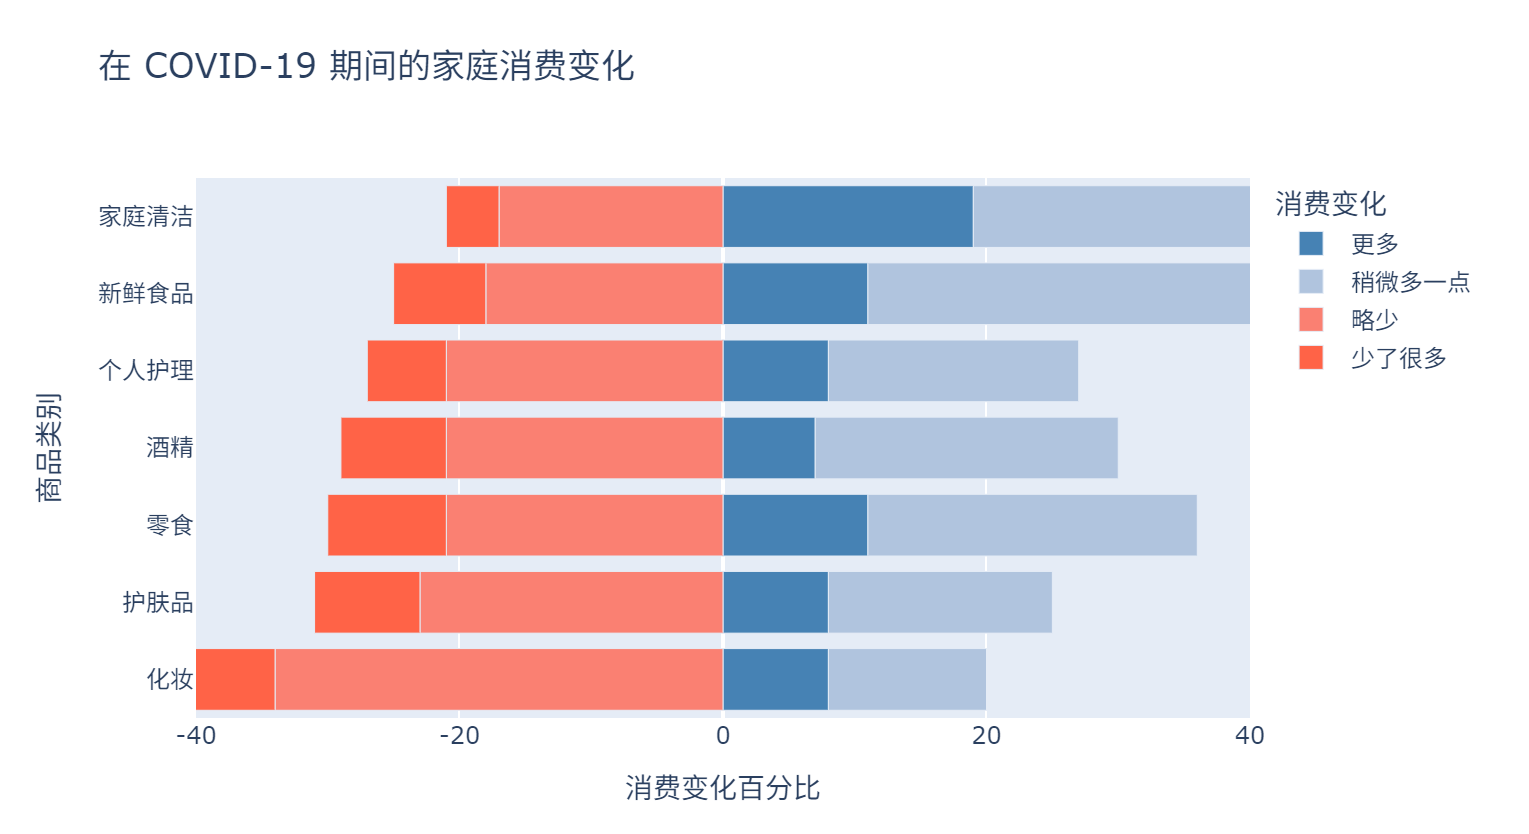 在 COVID-19 期间的家庭消费变化
家庭清洁
新鲜食品
个人护理
酒精
零食
护肤品
化妆
商品类别
-40
-20
0
20
40
消费变化百分比
消费变化
更多
稍微多一点
略少
少了很多